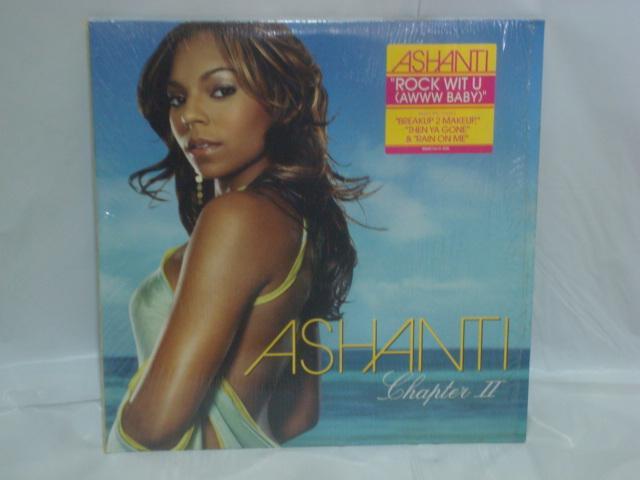 ASHANTI
"ROCK WIT U
(AWWW BABY)"
"BREAKUP 2 MAKEUP,"
"THEN YA GONE"
& "RAIN ON ME"
ASHANTI
Chapter II